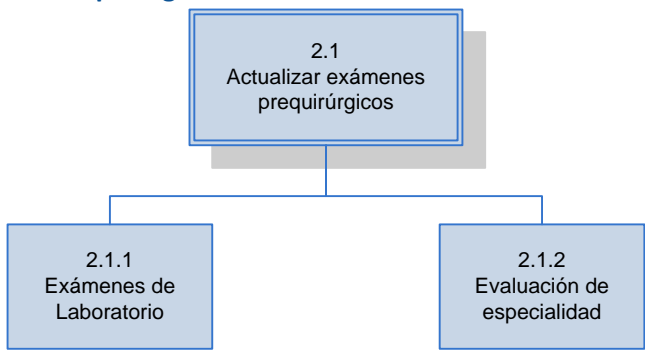 2.1
Actualizar exámenes
prequirúrgicos
2.1.1
Exámenes de
Laboratorio
2.1.2
Evaluación de
especialidad